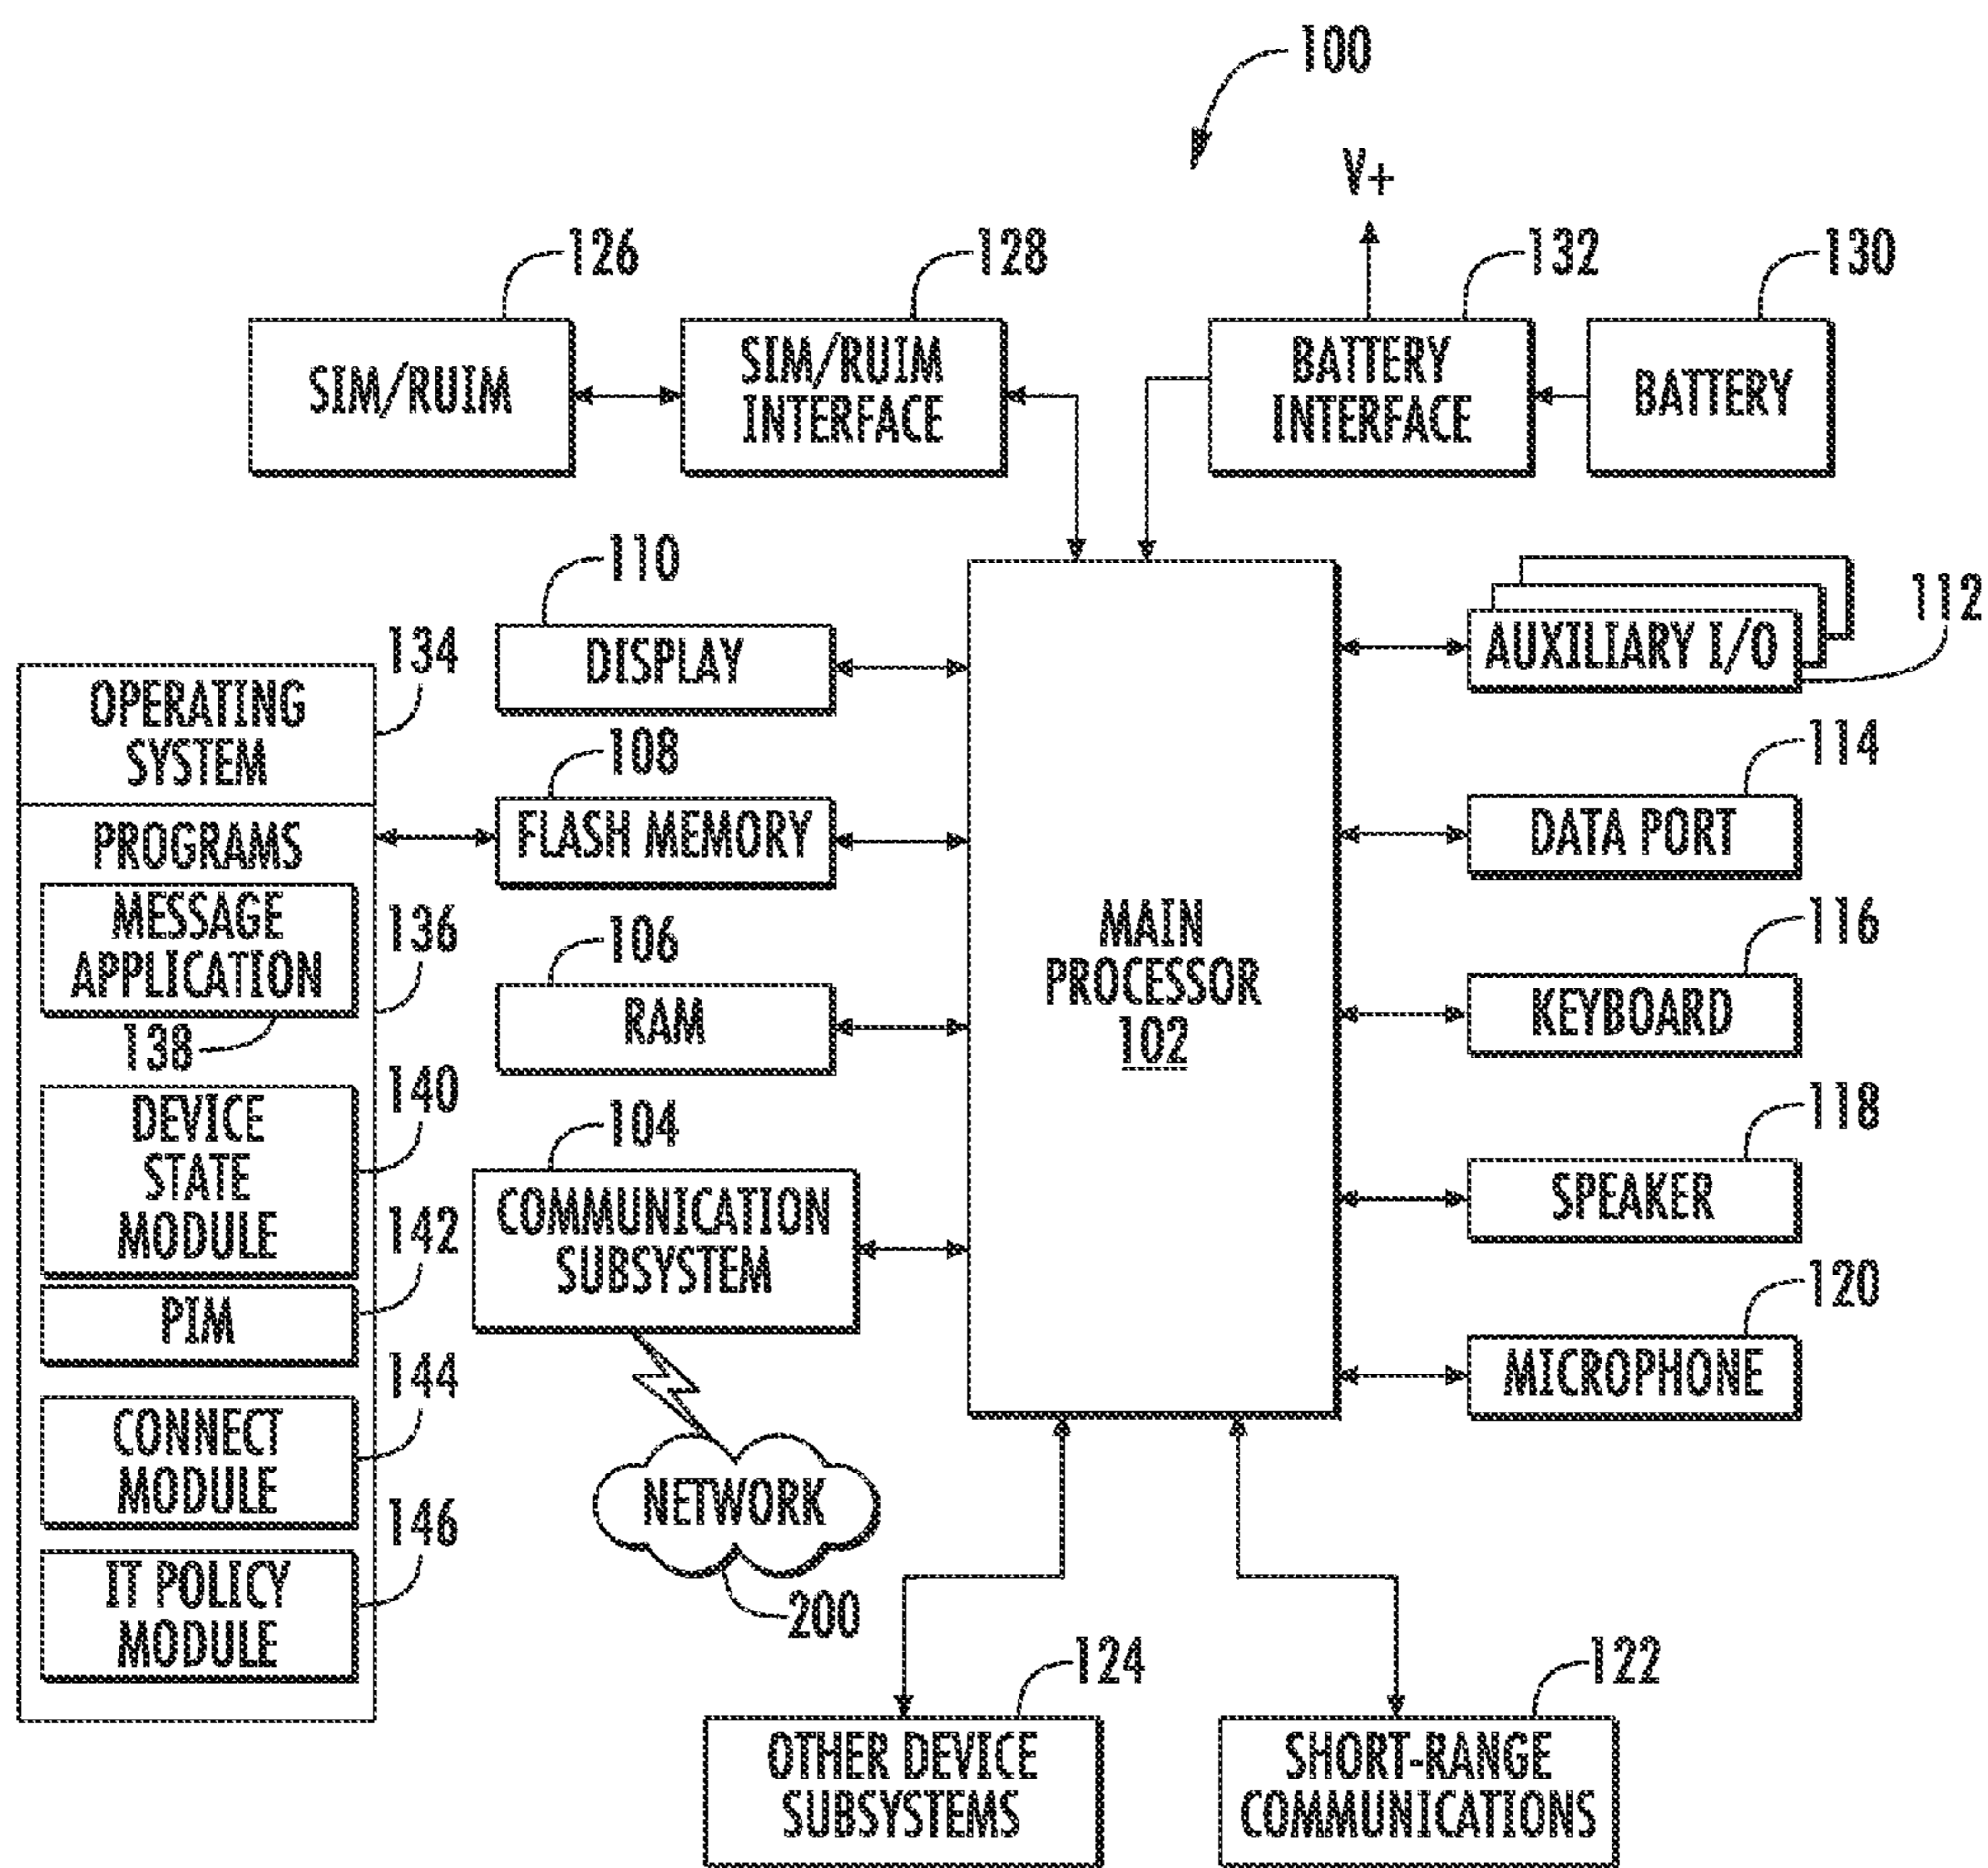 100
V+
126
128
132
130
SIM/RUIM
SIM/RUIM
INTERFACE
BATTERY
INTERFACE
BATTERY
110
DISPLAY
112
AUXILIARY I/O
134
OPERATING
SYSTEM
108
FLASH MEMORY
114
DATA PORT
PROGRAMS
MESSAGE
APPLICATION
136
138
106
RAM
MAIN
PROCESSOR
102
116
KEYBOARD
140
DEVICE
STATE
MODULE
104
COMMUNICATION
SUBSYSTEM
118
SPEAKER
142
PIM
120
MICROPHONE
144
CONNECT
MODULE
NETWORK
200
146
IT POLICY
MODULE
124
OTHER DEVICE
SUBSYSTEMS
122
SHORT-RANGE
COMMUNICATIONS